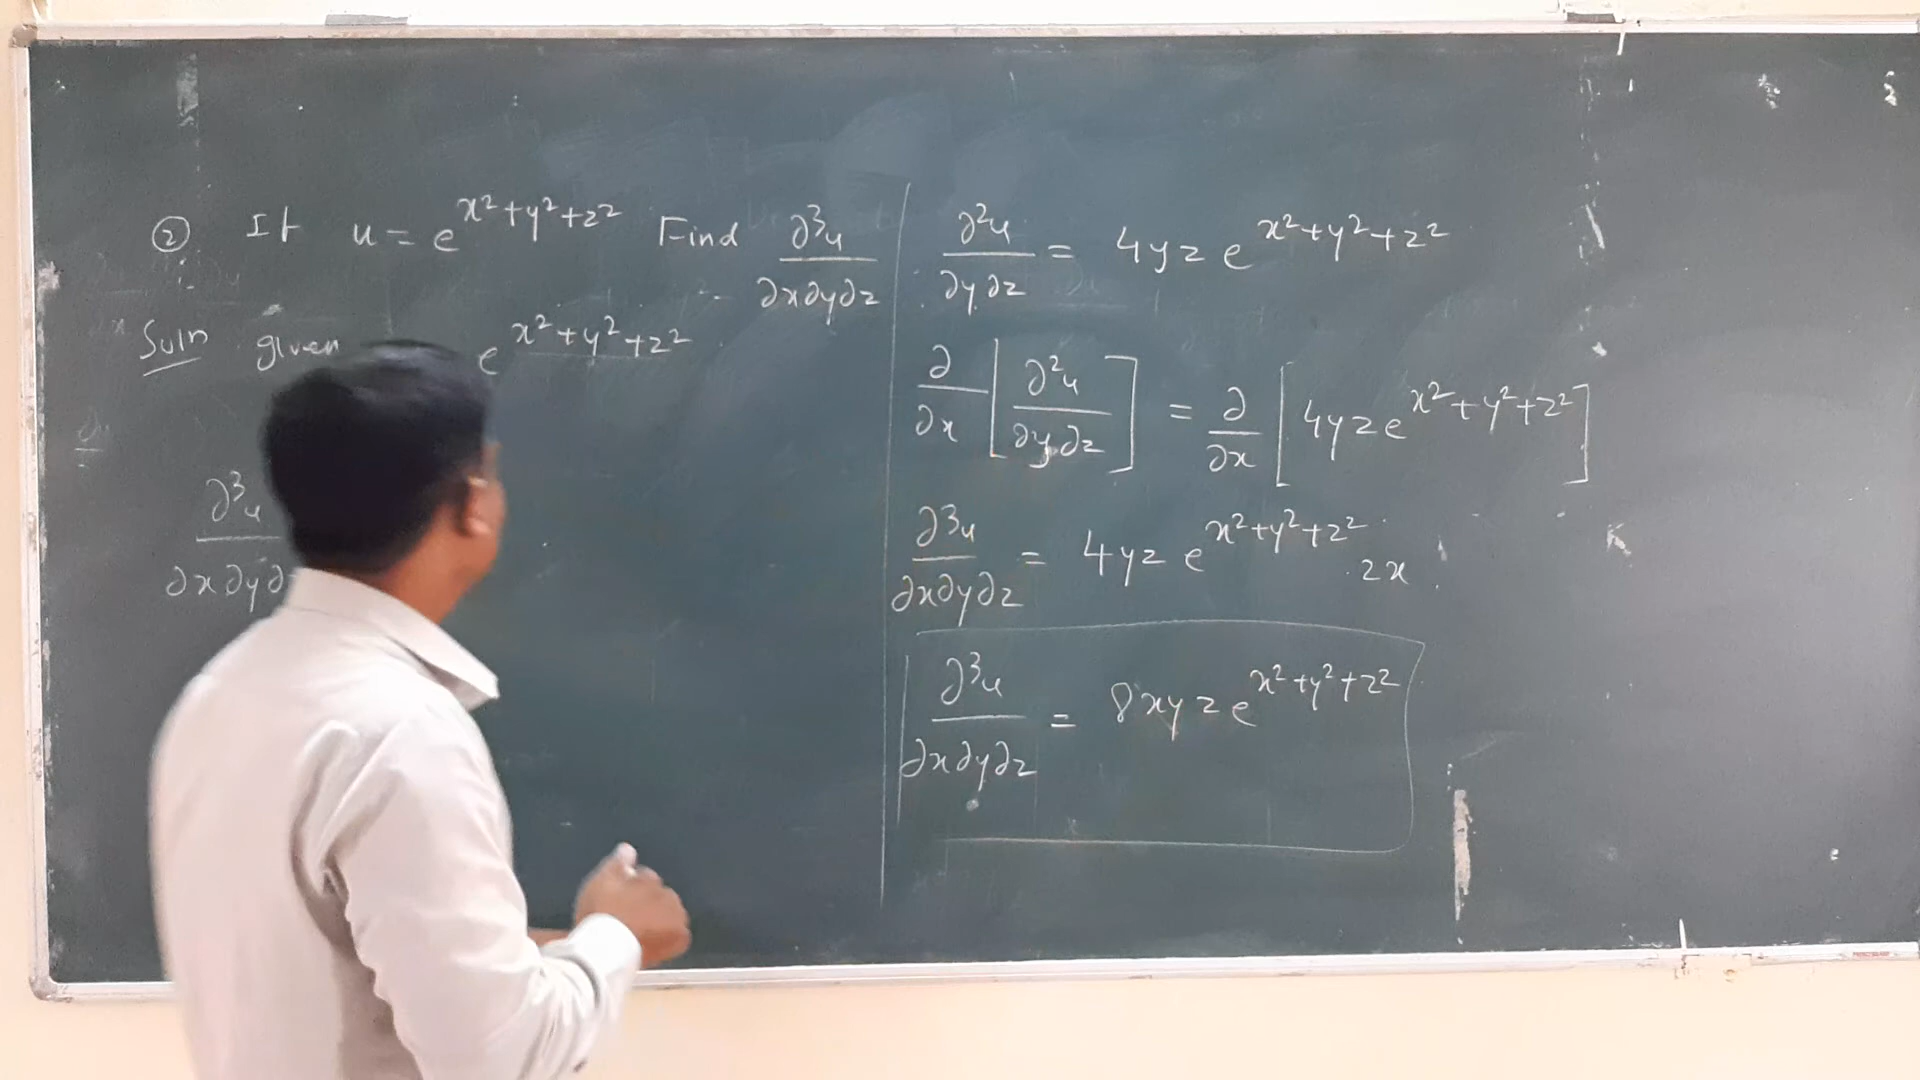 ② If u = e^{x²+y²+z²} Find ∂³u/∂x∂y∂z
Soln given e^{x²+y²+z²}
∂³u/∂x∂y∂
∂²u/∂y∂z = 4yz e^{x²+y²+z²}
∂/∂x [∂²u/∂y∂z] = ∂/∂x [4yz e^{x²+y²+z²}]
∂³u/∂x∂y∂z = 4yz e^{x²+y²+z²} · 2x
∂³u/∂x∂y∂z = 8xyz e^{x²+y²+z²}